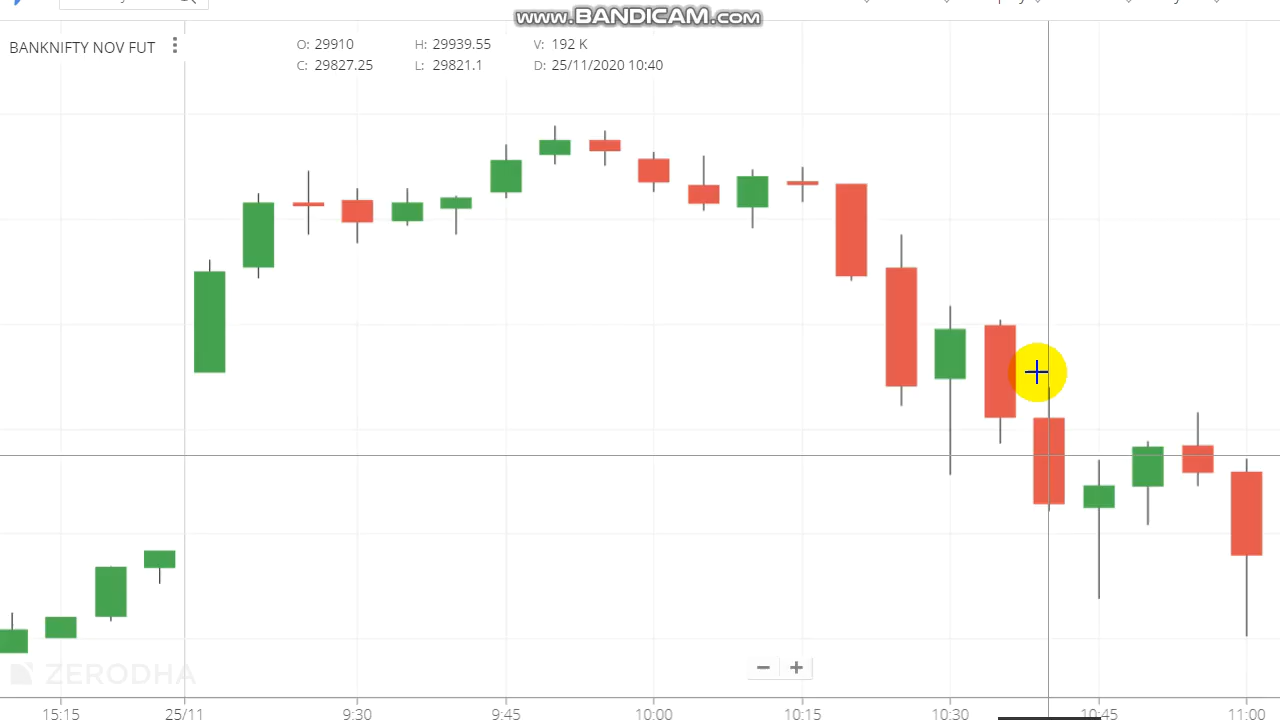 www.BANDICAM.com
BANKNIFTY NOV FUT
O: 29910 H: 29939.55 V: 192 K
C: 29827.25 L: 29821.1 D: 25/11/2020 10:40
ZERODHA
15:15 25/11 9:30 9:45 10:00 10:15 10:30 10:45 11:00